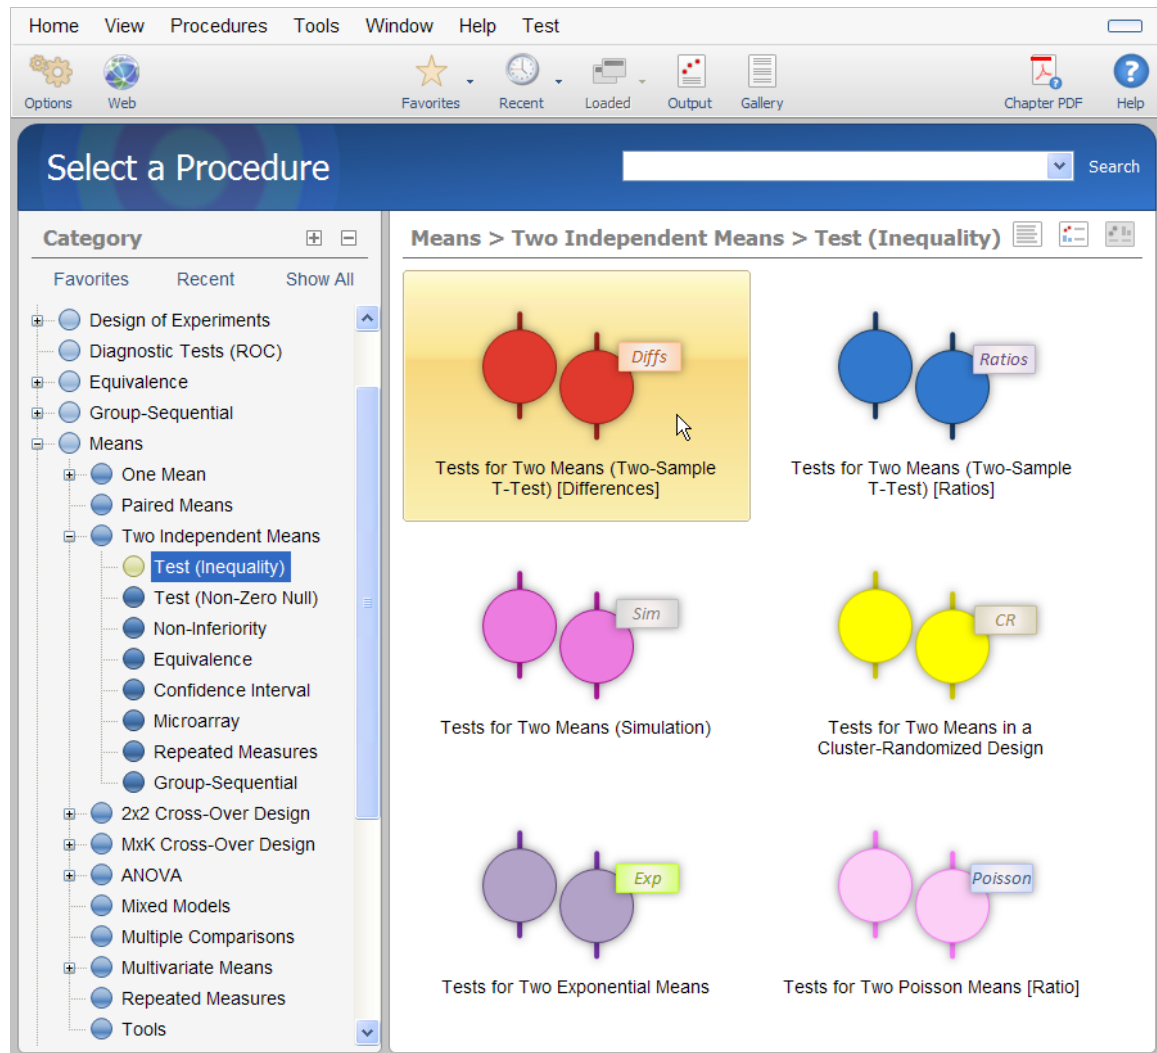 Home View Procedures Tools Window Help Test
Options Web Favorites Recent Loaded Output Gallery Chapter PDF Help
Select a Procedure
Search
Category
Favorites Recent Show All
Design of Experiments
Diagnostic Tests (ROC)
Equivalence
Group-Sequential
Means
One Mean
Paired Means
Two Independent Means
Test (Inequality)
Test (Non-Zero Null)
Non-Inferiority
Equivalence
Confidence Interval
Microarray
Repeated Measures
Group-Sequential
2x2 Cross-Over Design
MxK Cross-Over Design
ANOVA
Mixed Models
Multiple Comparisons
Multivariate Means
Repeated Measures
Tools
Means > Two Independent Means > Test (Inequality)
Diffs
Tests for Two Means (Two-Sample
T-Test) [Differences]
Ratios
Tests for Two Means (Two-Sample
T-Test) [Ratios]
Sim
Tests for Two Means (Simulation)
CR
Tests for Two Means in a
Cluster-Randomized Design
Exp
Tests for Two Exponential Means
Poisson
Tests for Two Poisson Means [Ratio]